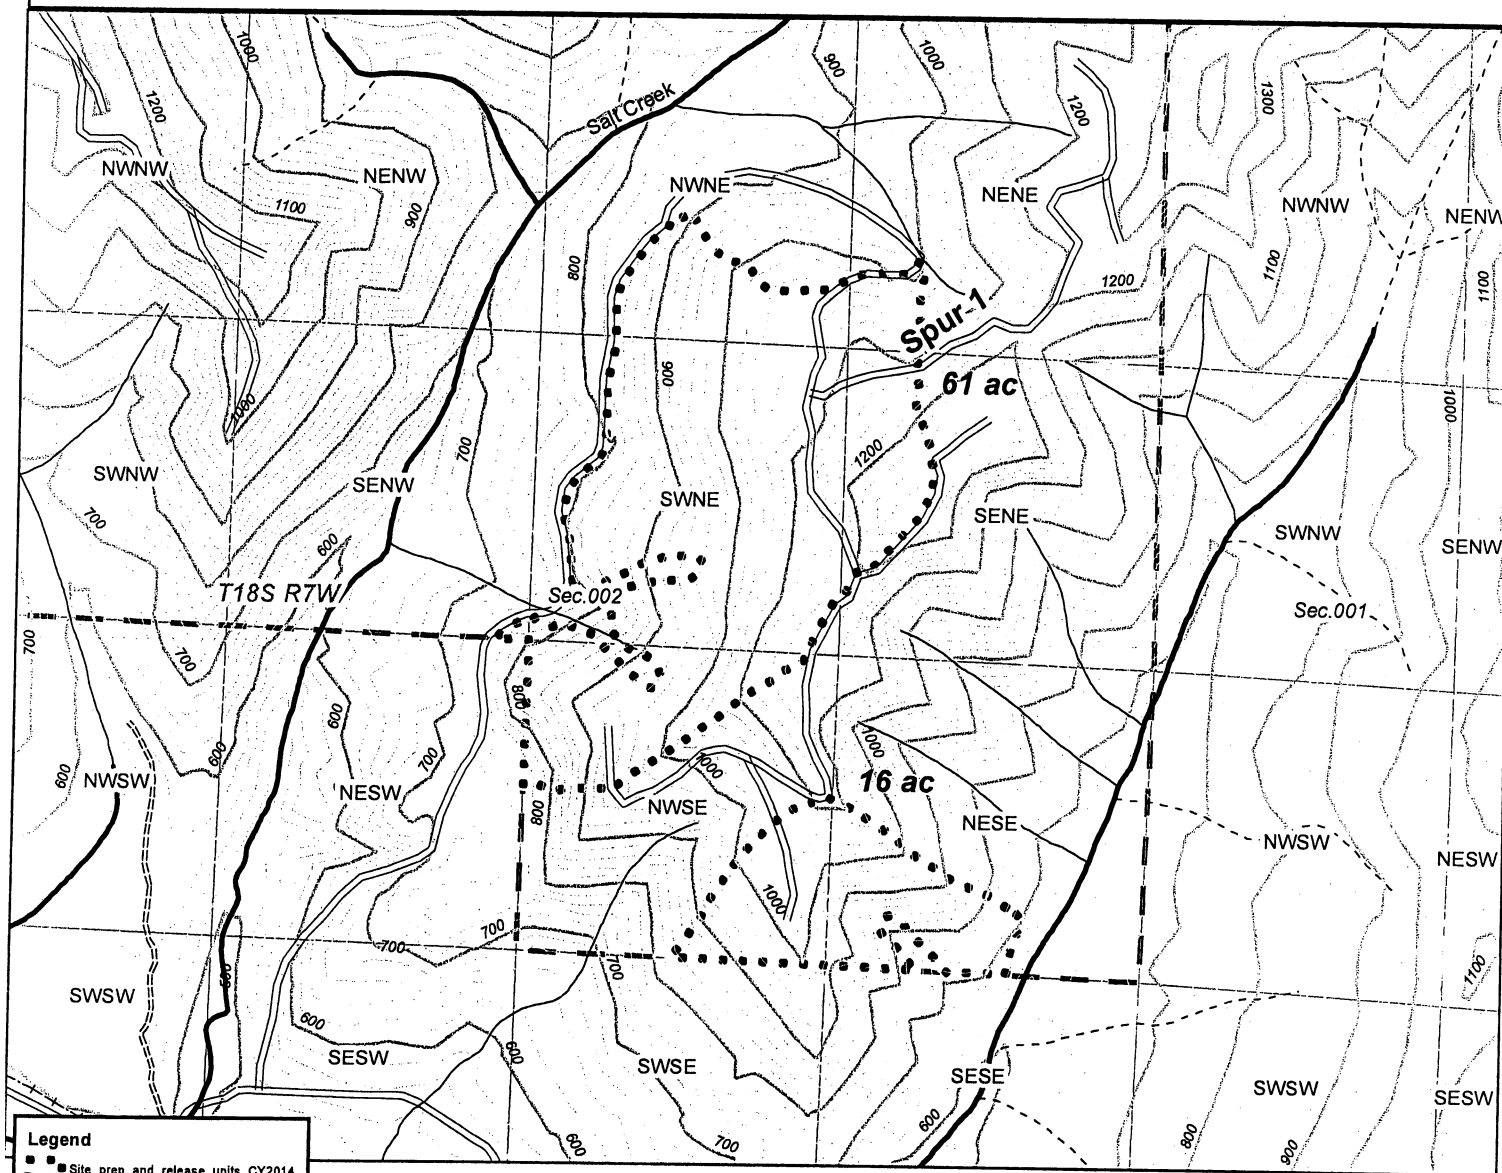 1000
900
1000
1200
Salt Creek
1200
1300
NWNW
NENW
NWNE
NENE
NWNW
NENW
1100
900
800
1100
1200
1100
Spur 1
900
61 ac
1000
1000
700
1200
SWNW
SENW
SWNE
SENE
SWNW
SENW
700
600
T18S R7W
Sec.002
Sec.001
700
700
800
600
1000
600
700
600
NWSW
NESW
800
NWSE
16 ac
NESE
NWSW
NESW
1000
700
700
700
600
1100
SWSW
600
SESW
600
SWSE
SESE
SWSW
SESW
600
600
700
800
900
Legend
Site prep and release units CY2014